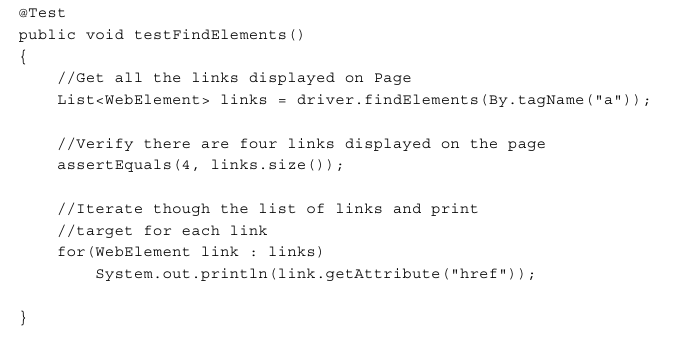 @Test
public void testFindElements()
{
    //Get all the links displayed on Page
    List<WebElement> links = driver.findElements(By.tagName("a"));

    //Verify there are four links displayed on the page
    assertEquals(4, links.size());

    //Iterate though the list of links and print
    //target for each link
    for(WebElement link : links)
        System.out.println(link.getAttribute("href"));

}